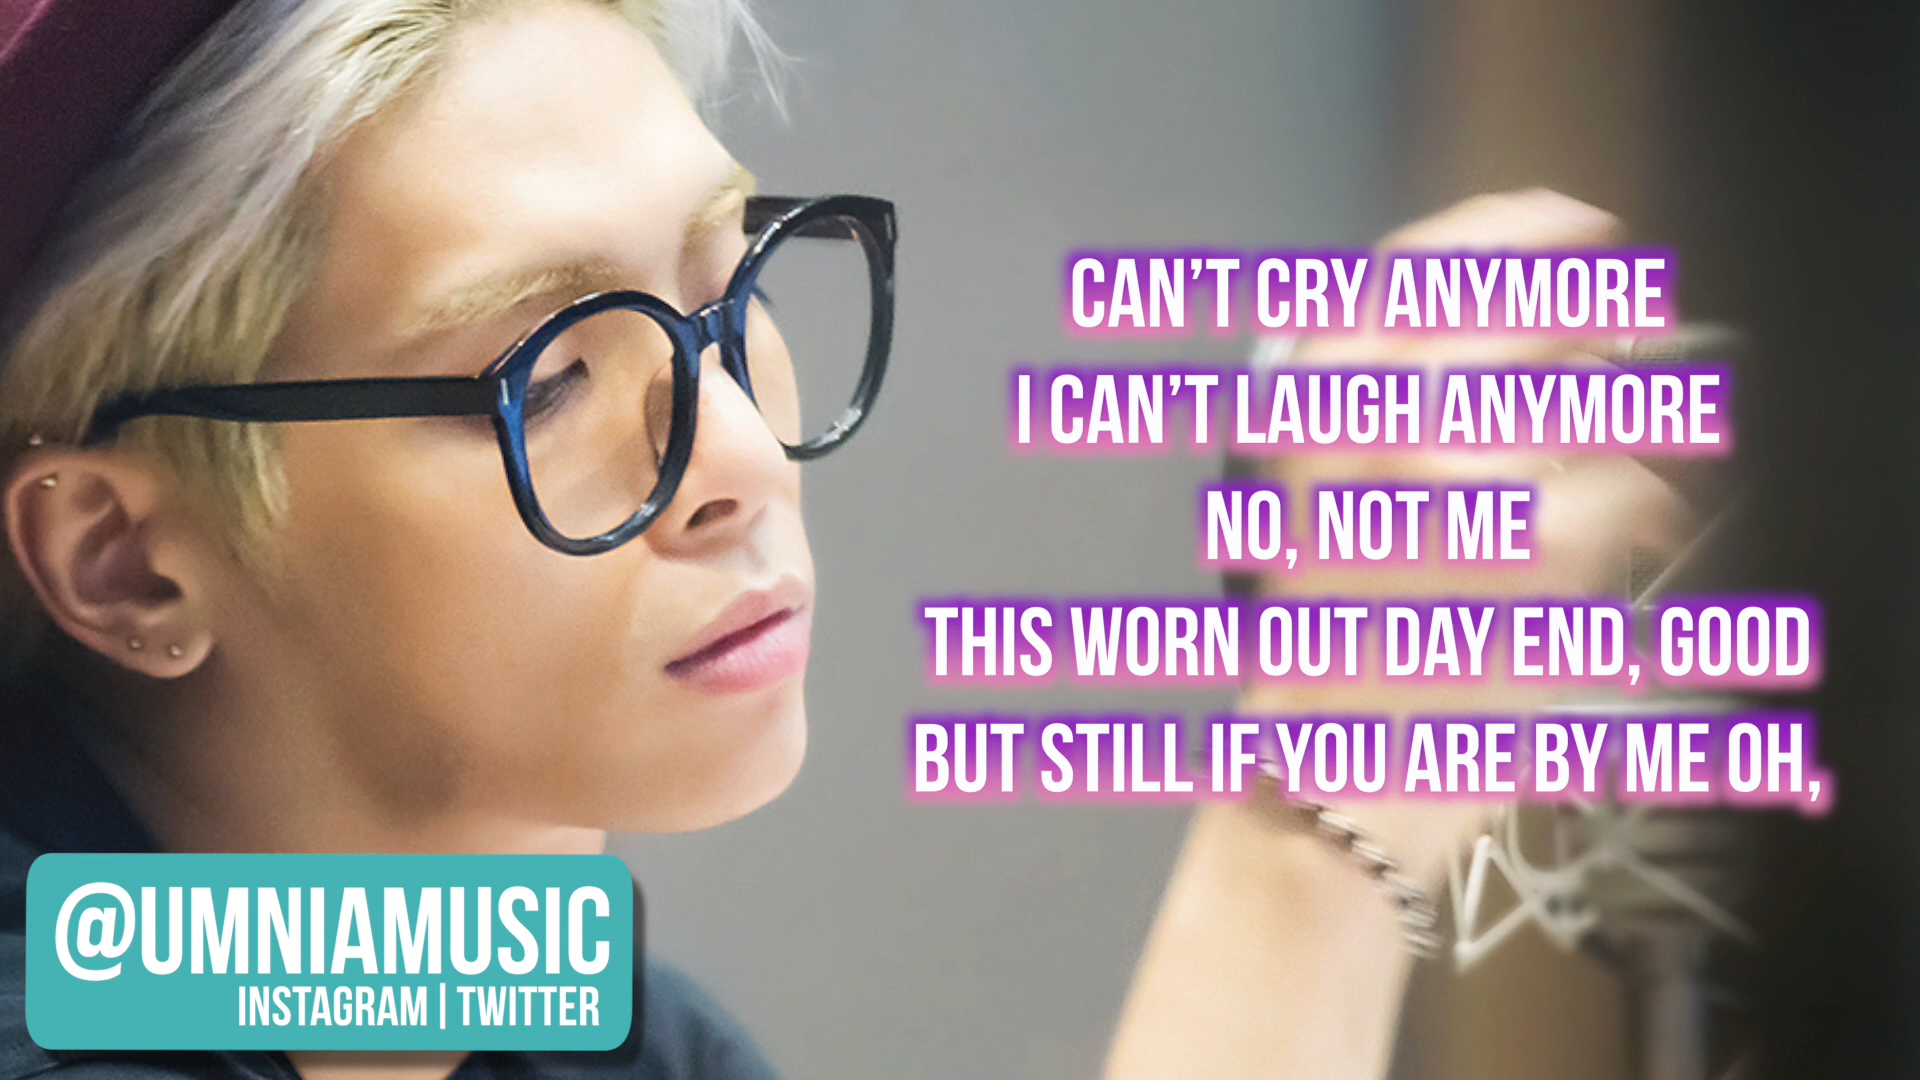 CAN'T CRY ANYMORE
I CAN'T LAUGH ANYMORE
NO, NOT ME
THIS WORN OUT DAY END, GOOD
BUT STILL IF YOU ARE BY ME OH,
@UMNIAMUSIC
INSTAGRAM | TWITTER